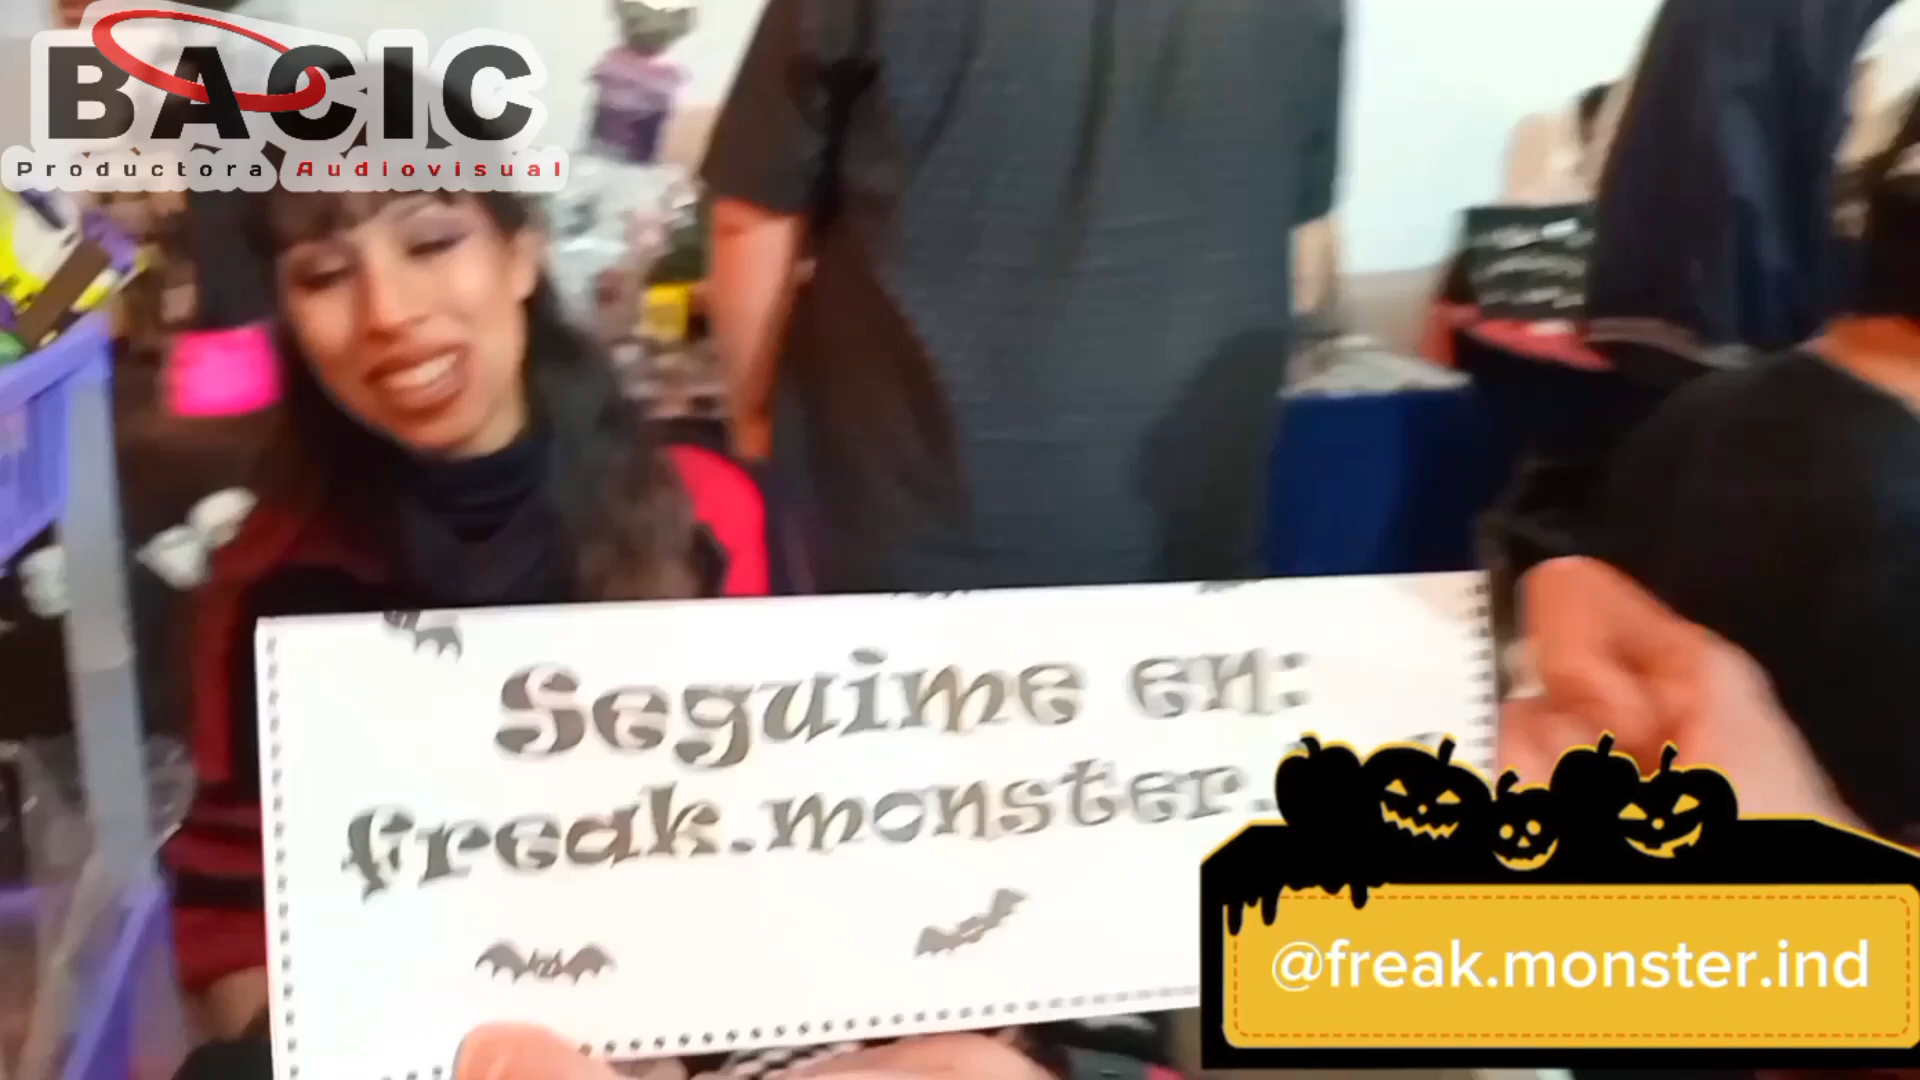 BACIC
Productora Audiovisual
Seguime en:
freak.monster.
@freak.monster.ind